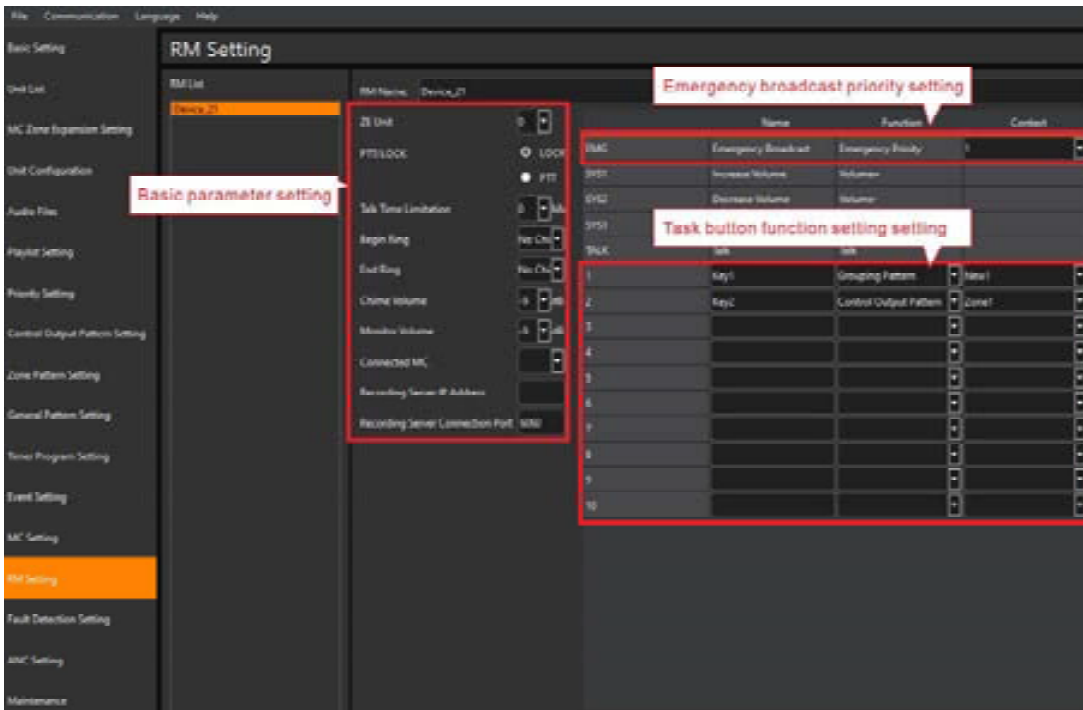 File Communication Language Help
Basic Setting
RM Setting
Unit List
RM List
RM Name Device_21
Emergency broadcast priority setting
Device_21
ZE Unit 0
Name Function Context
MC Zone Expansion Setting
PTT/LOCK LOCK
PTT
EMG Emergency Broadcast Emergency Priority 1
Unit Configuration
SYS1 Increase Volume Volume+
Basic parameter setting
SYS2 Decrease Volume Volume-
Audio Files
Talk Time Limitation 0
SYS3
Task button function setting setting
Playlist Setting
Begin Ring No Chi
TALK Talk Talk
End Ring No Chi
1 Key1 Grouping Pattern New1
Priority Setting
Chime Volume -9 dB
2 Key2 Control Output Pattern Zone1
Control Output Pattern Setting
Monitor Volume dB
3
Connected MC
4
Zone Pattern Setting
5
Recording Server IP Address
6
General Pattern Setting
Recording Server Connection Port
7
Timer Program Setting
8
9
Event Setting
10
MC Setting
RM Setting
Fault Detection Setting
ANC Setting
Maintenance